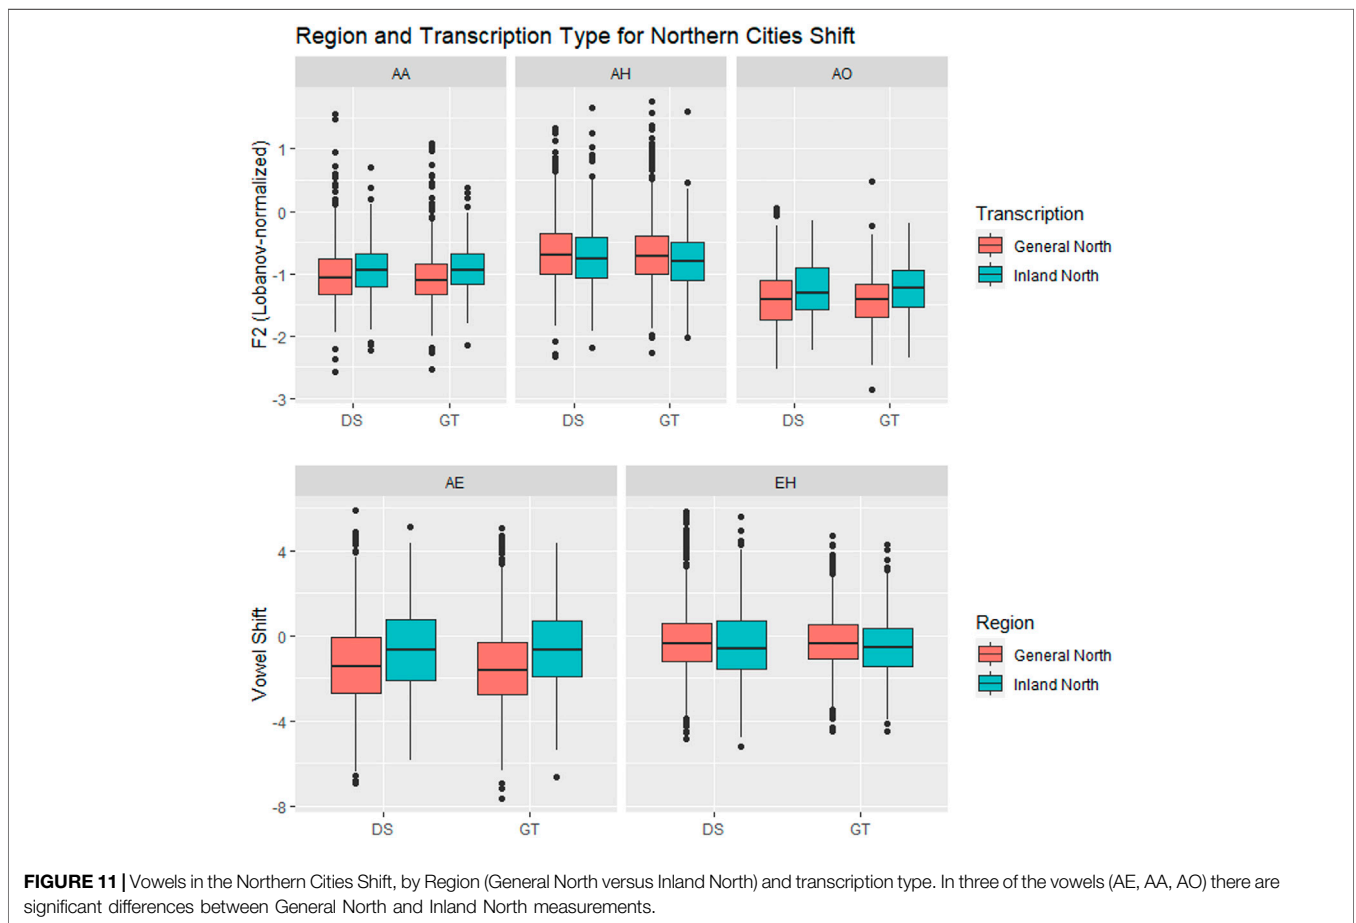 Region and Transcription Type for Northern Cities Shift
AA
AH
AO
F2 (Lobanov-normalized)
1
0
-1
-2
-3
DS
GT
DS
GT
DS
GT
Transcription
General North
Inland North
AE
EH
Vowel Shift
4
0
-4
-8
DS
GT
DS
GT
Region
General North
Inland North
FIGURE 11 | Vowels in the Northern Cities Shift, by Region (General North versus Inland North) and transcription type. In three of the vowels (AE, AA, AO) there are
significant differences between General North and Inland North measurements.